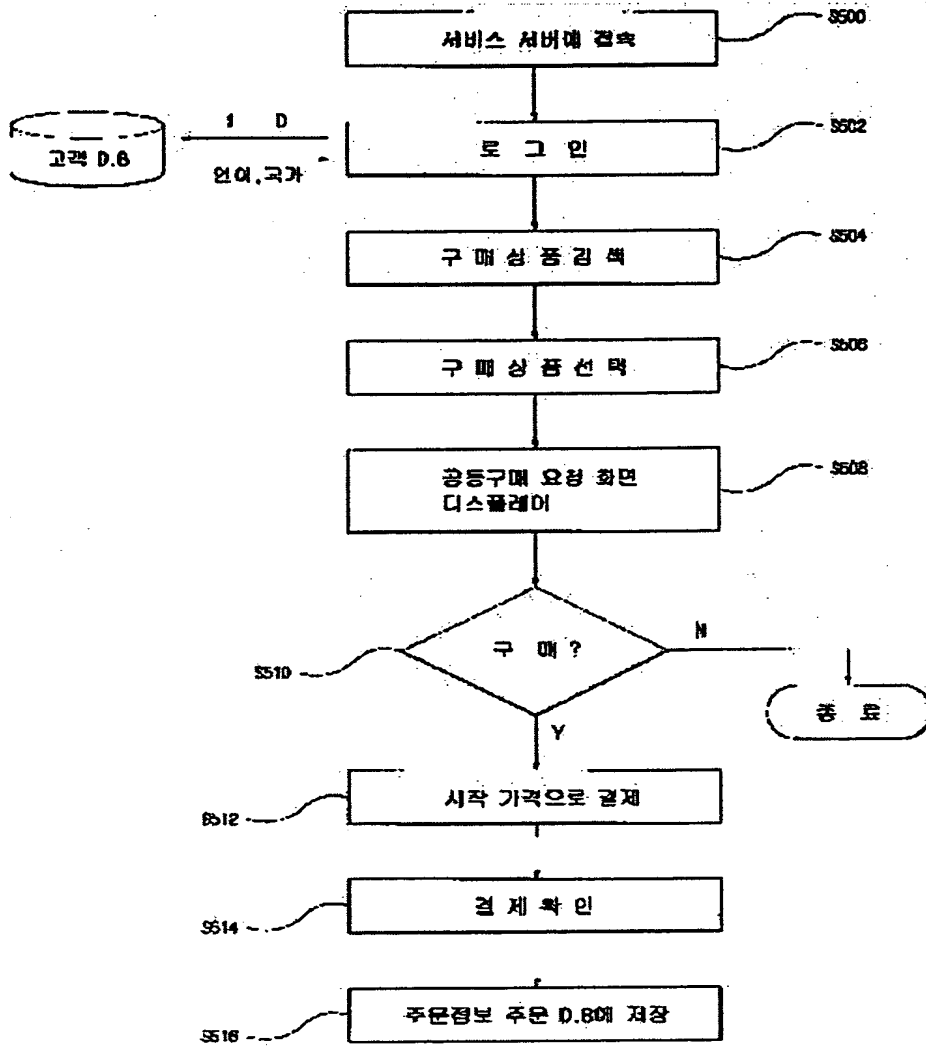 서비스 서버에 접속
S500
I D
고객 D.B
언어,국가
로 그 인
S502
구 매 상 품 검 색
S504
구 매 상 품 선 택
S506
공동구매 요청 화면
디스플레이
S508
구 매 ?
N
S510
Y
종 료
시작 가격으로 결제
S512
결 제 확 인
S514
주문정보 주문 D.B에 저장
S516